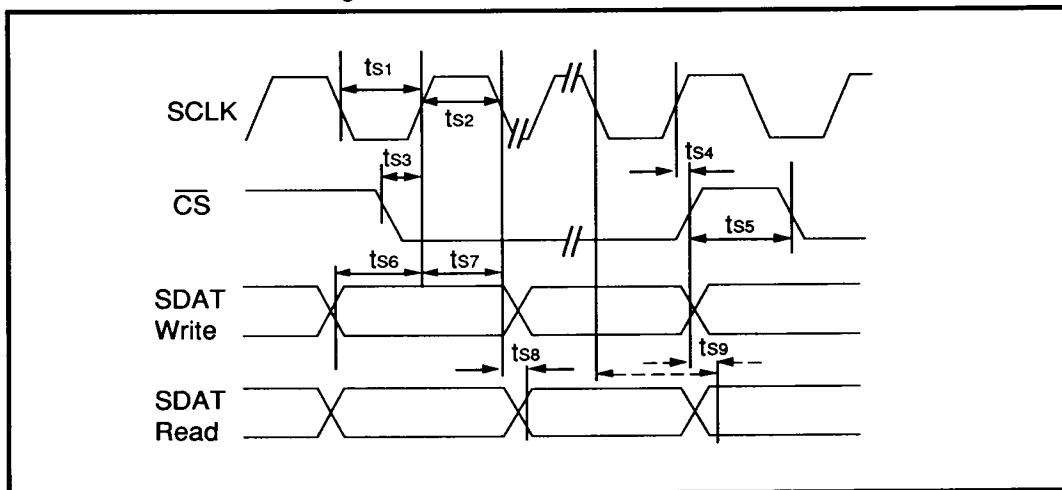 ts1
SCLK
ts2
ts3
ts4
CS
ts5
ts6
ts7
SDAT
Write
ts8
ts9
SDAT
Read